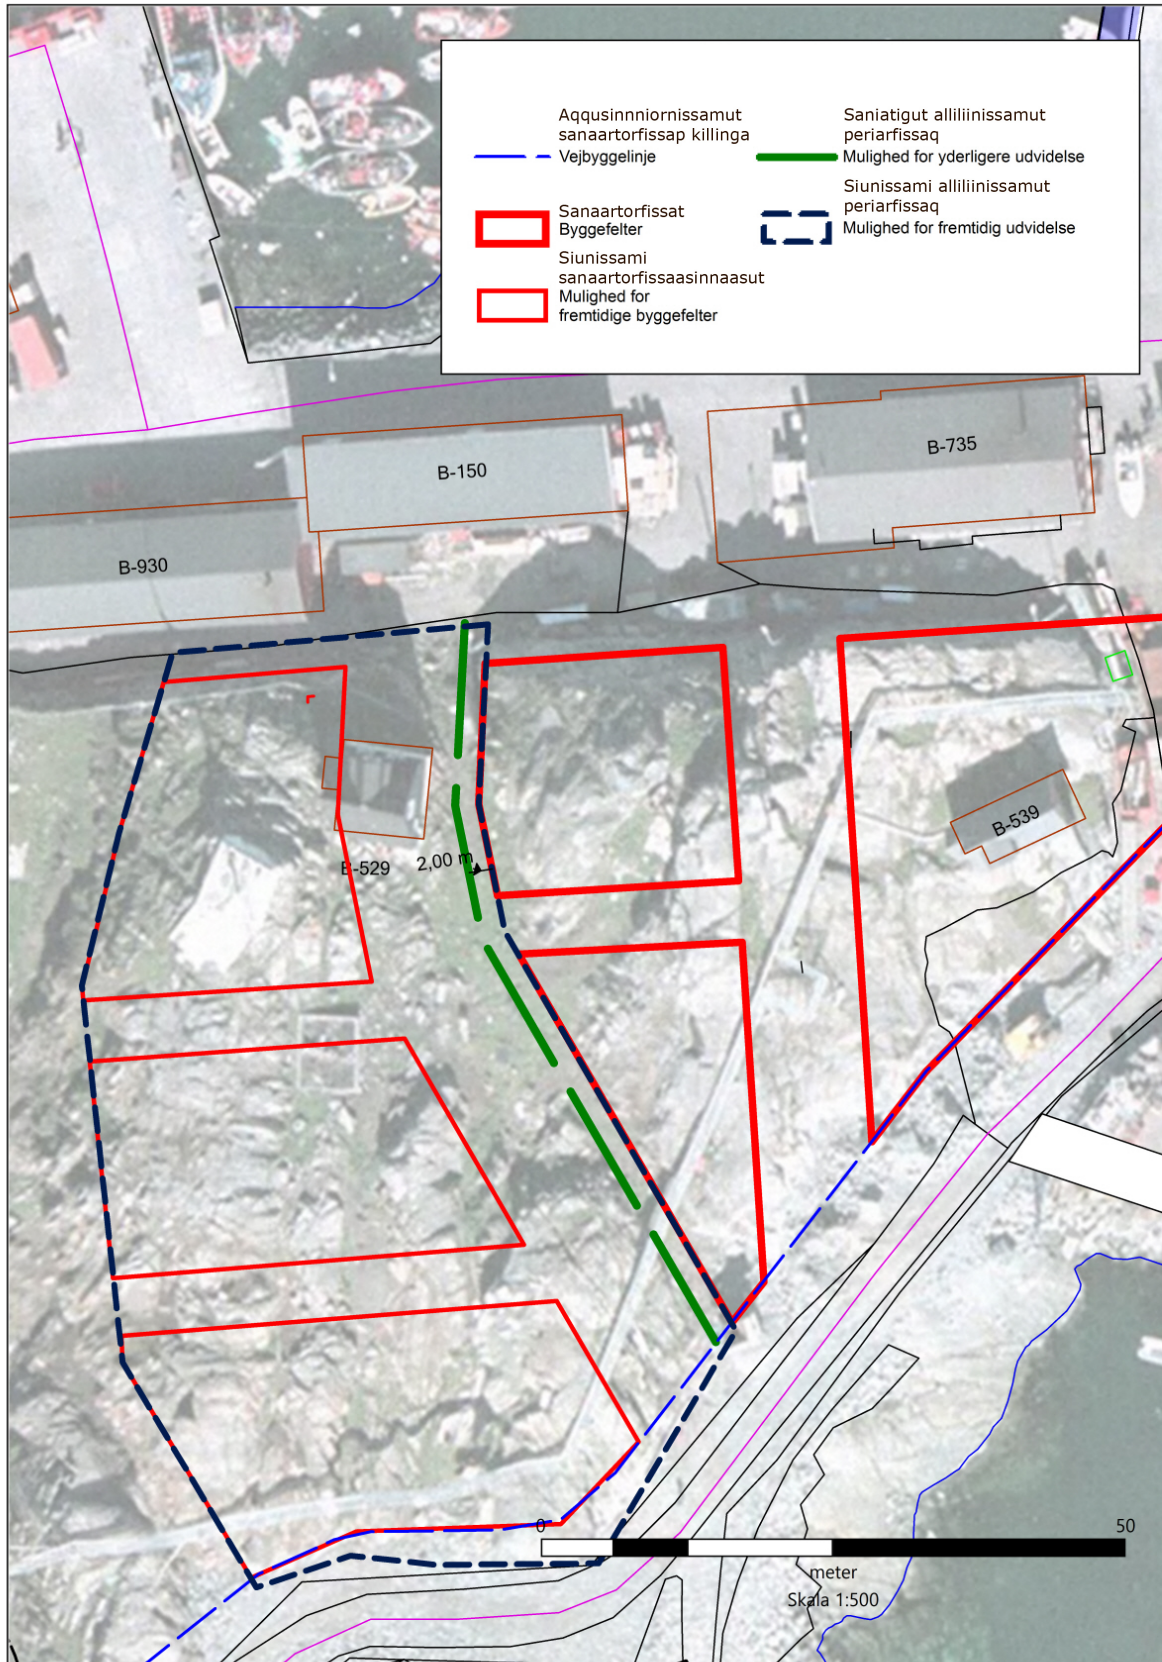 Aqqusinnniornissamut
sanaartorfissap killinga
Vejbyggelinje
Saniatigut alliliinissamut
periarfissaq
Mulighed for yderligere udvidelse
Sanaartorfissat
Byggefelter
Siunissami alliliinissamut
periarfissaq
Mulighed for fremtidig udvidelse
Siunissami
sanaartorfissaasinnaasut
Mulighed for
fremtidige byggefelter
B-150
B-735
B-930
B-539
B-529
2,00 m
0
50
meter
Skala 1:500